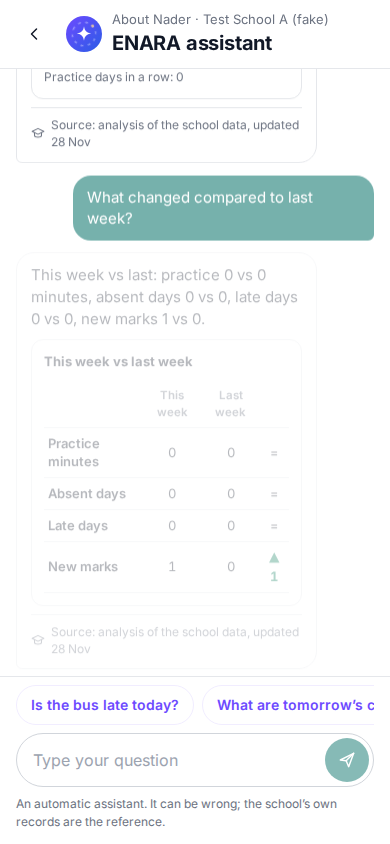 About Nader · Test School A (fake)
ENARA assistant
Practice days in a row: 0
Source: analysis of the school data, updated
28 Nov
What changed compared to last
week?
This week vs last: practice 0 vs 0
minutes, absent days 0 vs 0, late days
0 vs 0, new marks 1 vs 0.
This week vs last week
This week Last week
Practice minutes 0 0 =
Absent days 0 0 =
Late days 0 0 =
New marks 1 0 ▲ 1
Source: analysis of the school data, updated
28 Nov
Is the bus late today? What are tomorrow's c
Type your question
An automatic assistant. It can be wrong; the school's own
records are the reference.